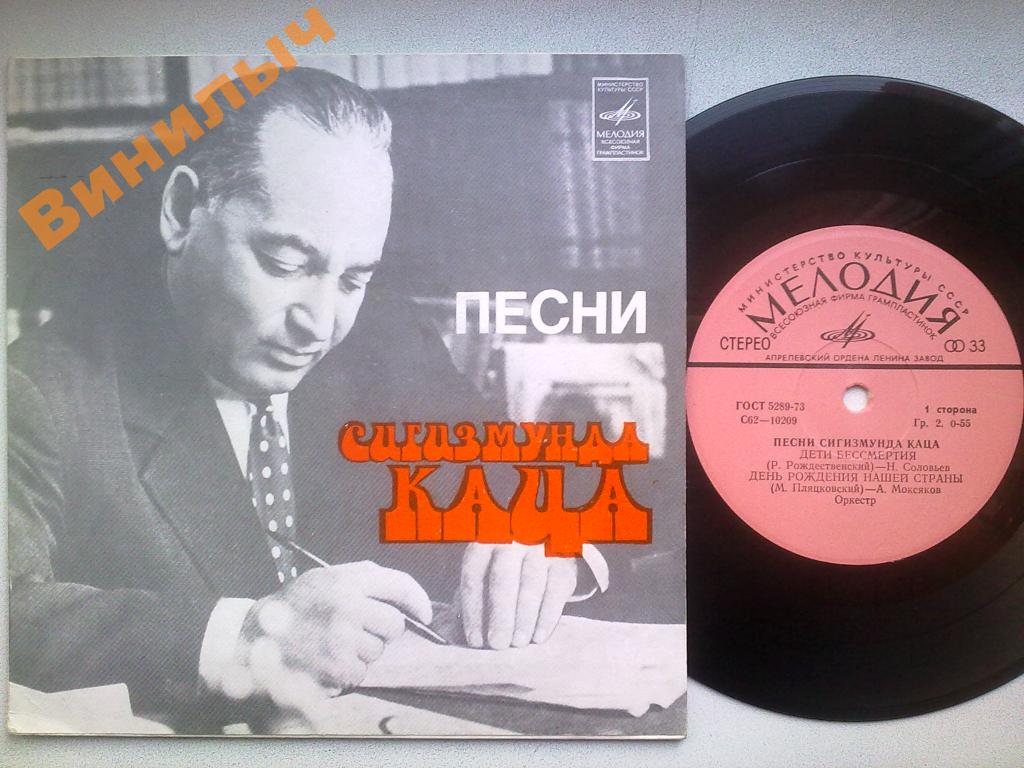 Винилыч
МИНИСТЕРСТВО
КУЛЬТУРЫ СССР
МЕЛОДИЯ
ВСЕСОЮЗНАЯ
ФИРМА
ГРАМПЛАСТИНОК
ПЕСНИ
СИГИЗМУНДА
КАЦА
МИНИСТЕРСТВО КУЛЬТУРЫ СССР
МЕЛОДИЯ
ВСЕСОЮЗНАЯ ФИРМА ГРАМПЛАСТИНОК
СТЕРЕО 33
АПРЕЛЕВСКИЙ ОРДЕНА ЛЕНИНА ЗАВОД
ГОСТ 5289-73 1 сторона
С62—10209 Гр. 2, 0-55
ПЕСНИ СИГИЗМУНДА КАЦА
ДЕТИ БЕССМЕРТИЯ
(Р. Рождественский)—Н. Соловьев
ДЕНЬ РОЖДЕНИЯ НАШЕЙ СТРАНЫ
(М. Пляцковский)—А. Моксяков
Оркестр